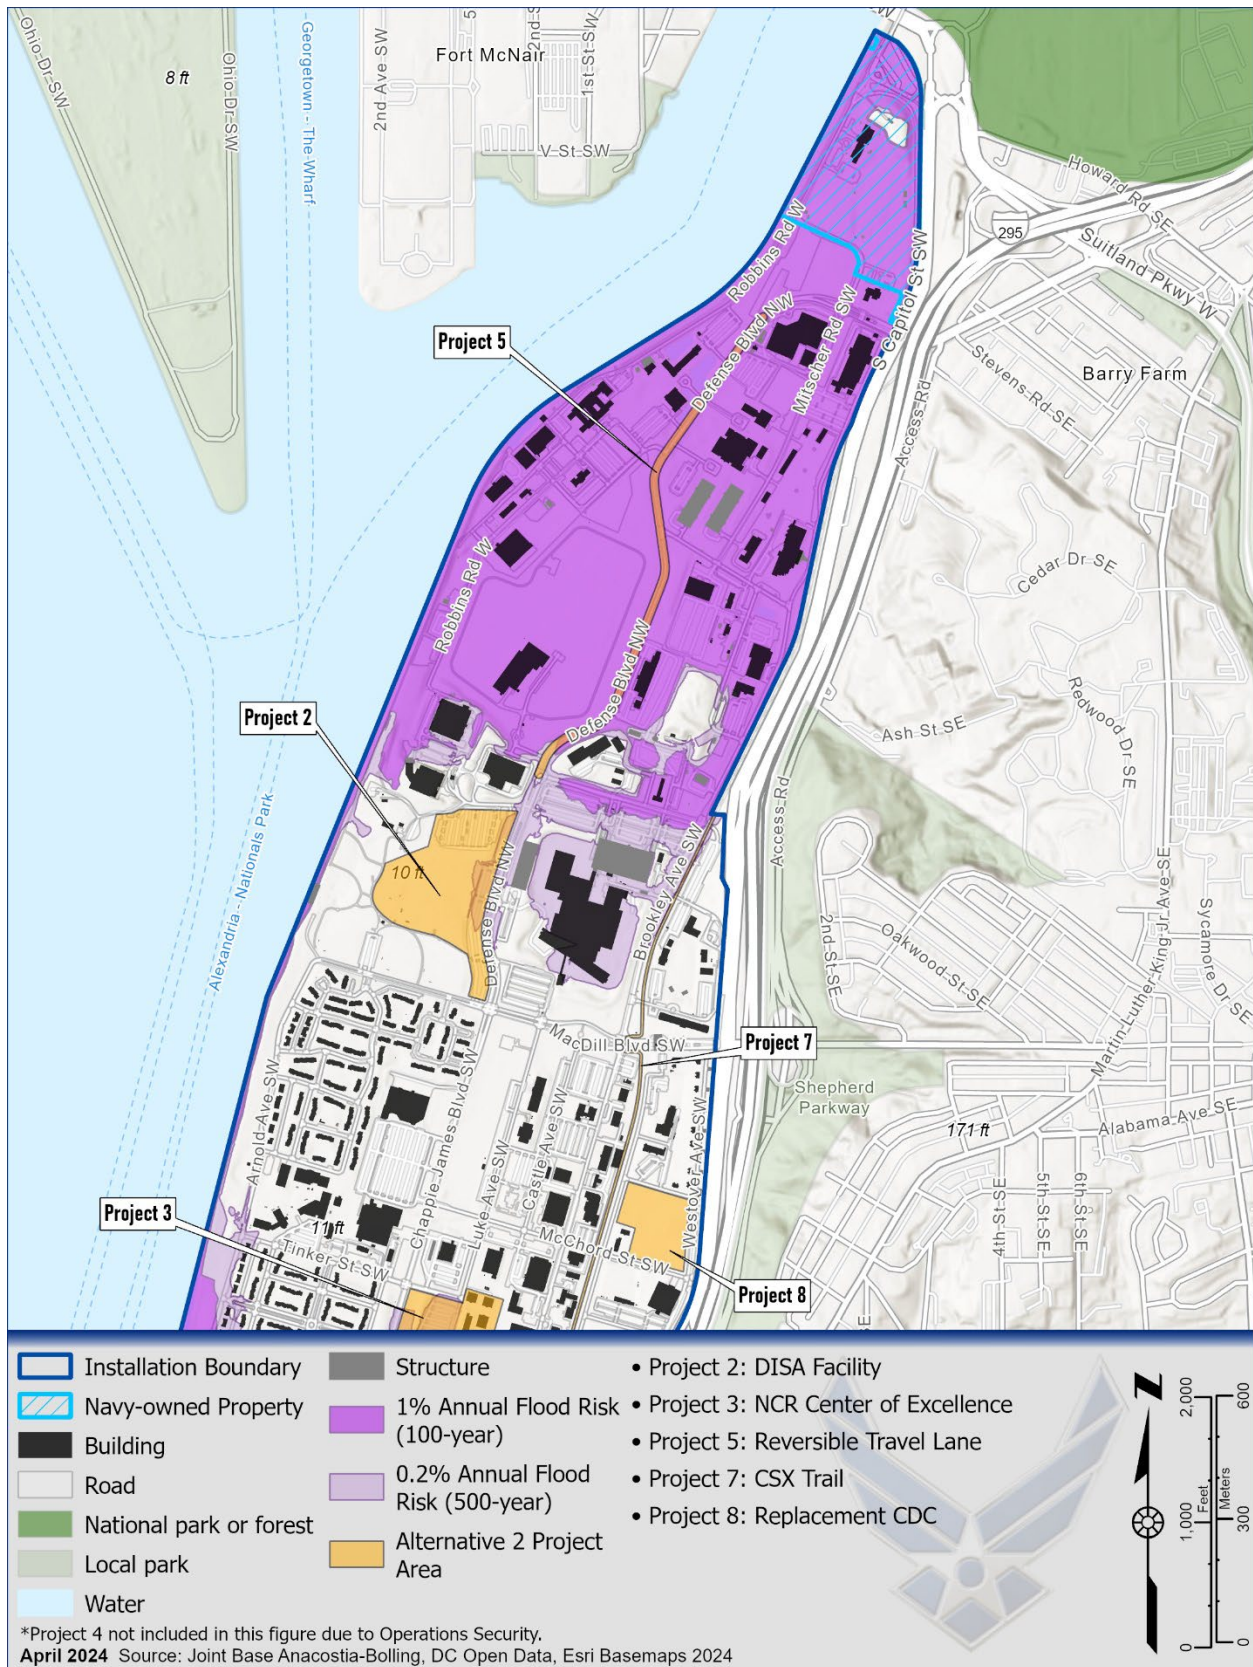 Ohio Dr SW
8 ft
Ohio Dr SW
Georgetown - The Wharf
2nd Ave SW
Fort McNair
1st St SW
V St SW
Howard Rd SE
295
Suitland Pkwy W
Robbins Rd W
S Capitol St SW
Defense Blvd NW
Mitscher Rd SW
Project 5
Stevens Rd SE
Barry Farm
Access Rd
Cedar Dr SE
Robbins Rd W
Defense Blvd NW
Redwood Dr SE
Ash St SE
Project 2
Access Rd
Alexandria - Nationals Park
10 ft
Defense Blvd NW
Brookley Ave SW
2nd St SE
Oakwood St SE
Martin Luther King Jr Ave SE
Sycamore Dr SE
MacDill Blvd SW
Project 7
Shepherd
Parkway
171 ft
Alabama Ave SE
Arnold Ave SW
Chappie James Blvd SW
Luke Ave SW
Castle Ave SW
Westover Ave SW
4th St SE
5th St SE
6th St SE
Project 3
11 ft
Tinker St SW
McChord St SW
Project 8
Installation Boundary
Navy-owned Property
Building
Road
National park or forest
Local park
Water
Structure
1% Annual Flood Risk
(100-year)
0.2% Annual Flood
Risk (500-year)
Alternative 2 Project
Area
• Project 2: DISA Facility
• Project 3: NCR Center of Excellence
• Project 5: Reversible Travel Lane
• Project 7: CSX Trail
• Project 8: Replacement CDC
N
2,000
1,000
0
Feet
600
300
0
Meters
*Project 4 not included in this figure due to Operations Security.
April 2024 Source: Joint Base Anacostia-Bolling, DC Open Data, Esri Basemaps 2024